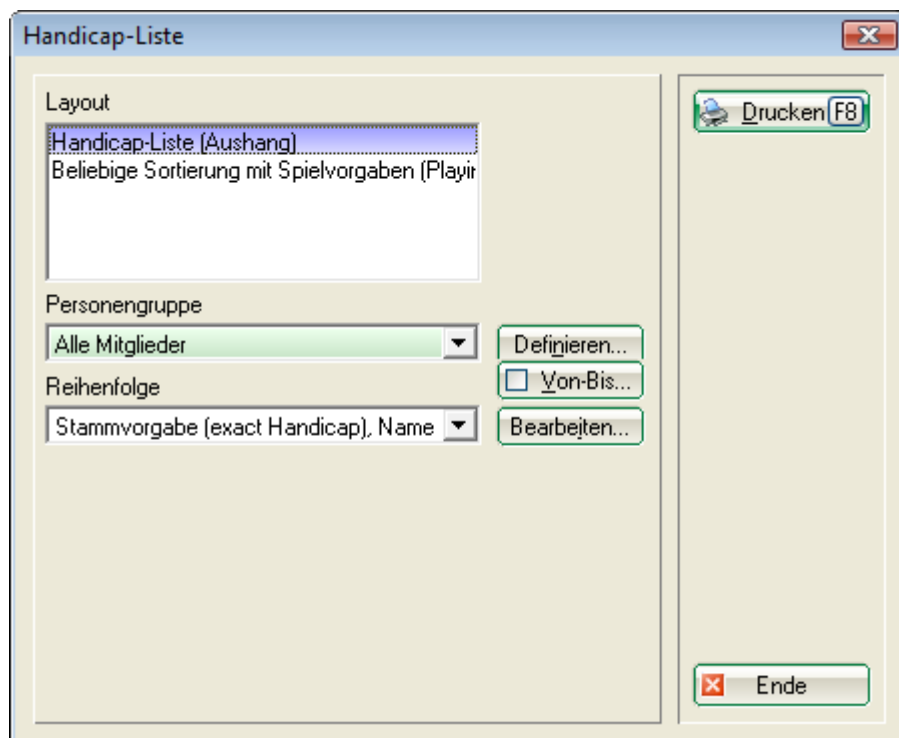 Handicap-Liste
Layout
Handicap-Liste (Aushang)
Beliebige Sortierung mit Spielvorgaben (Playin
Personengruppe
Alle Mitglieder
Definieren...
Von-Bis...
Reihenfolge
Stammvorgabe (exact Handicap), Name
Bearbeiten...
Drucken F8
Ende